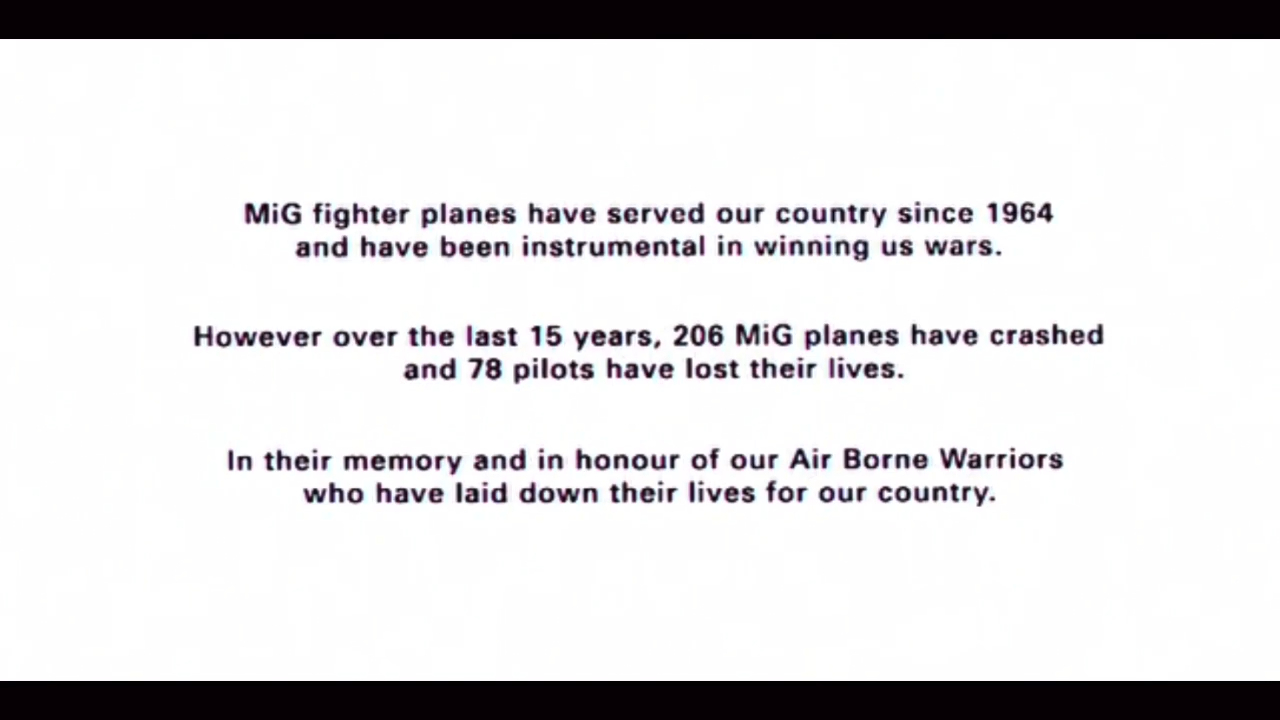 MiG fighter planes have served our country since 1964
and have been instrumental in winning us wars.
However over the last 15 years, 206 MiG planes have crashed
and 78 pilots have lost their lives.
In their memory and in honour of our Air Borne Warriors
who have laid down their lives for our country.